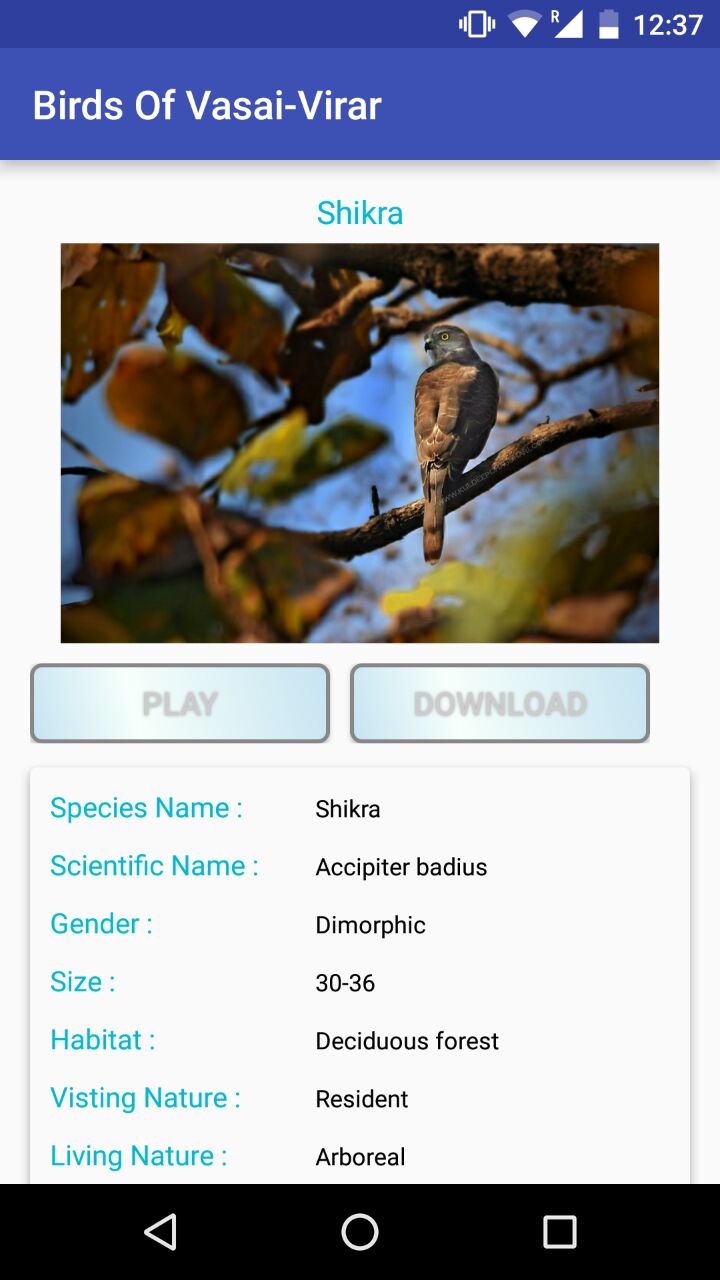 R 12:37
Birds Of Vasai-Virar
Shikra
PLAY DOWNLOAD
Species Name : Shikra
Scientific Name : Accipiter badius
Gender : Dimorphic
Size : 30-36
Habitat : Deciduous forest
Visting Nature : Resident
Living Nature : Arboreal